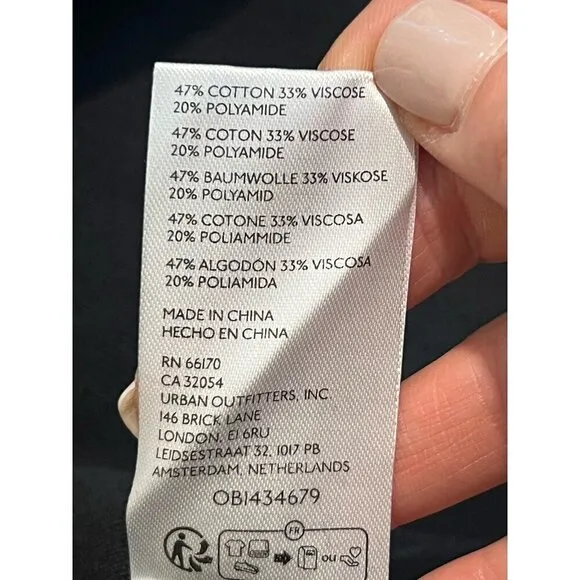 47% COTTON 33% VISCOSE
20% POLYAMIDE
47% COTON 33% VISCOSE
20% POLYAMIDE
47% BAUMWOLLE 33% VISKOSE
20% POLYAMID
47% COTONE 33% VISCOSA
20% POLIAMMIDE
47% ALGODÓN 33% VISCOSA
20% POLIAMIDA
MADE IN CHINA
HECHO EN CHINA
RN 66170
CA 32054
URBAN OUTFITTERS, INC
146 BRICK LANE
LONDON, E1 6RU
LEIDSESTRAAT 32, 1017 PB
AMSTERDAM, NETHERLANDS
OB1434679
FR
ou